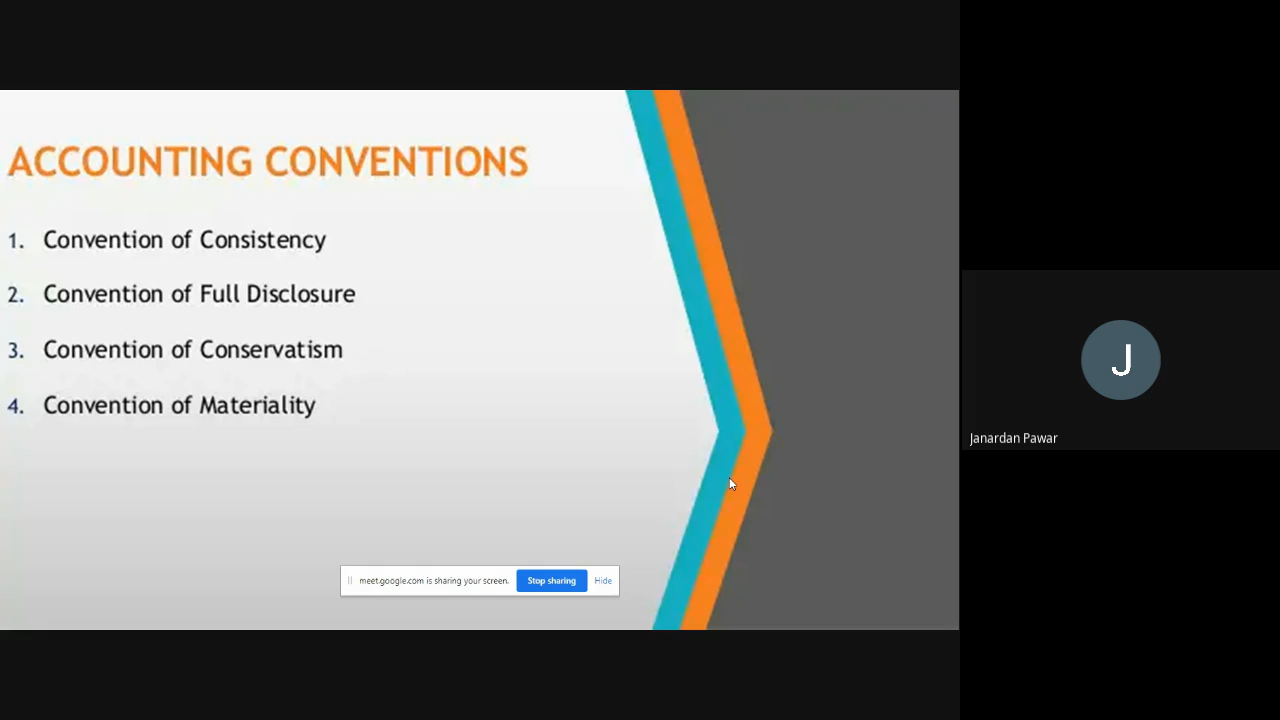 ACCOUNTING CONVENTIONS
1. Convention of Consistency
2. Convention of Full Disclosure
3. Convention of Conservatism
4. Convention of Materiality
meet.google.com is sharing your screen. Stop sharing Hide
J
Janardan Pawar